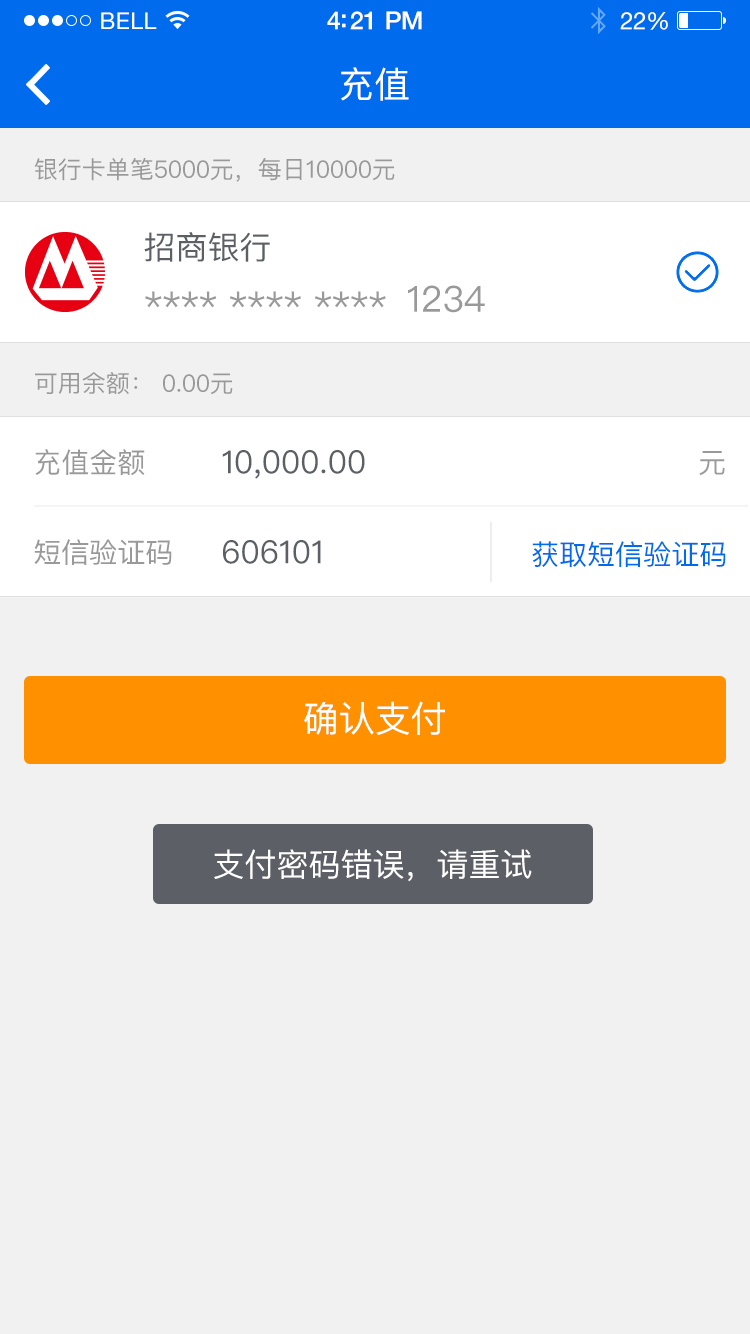 BELL 4:21 PM 22%
充值
银行卡单笔5000元，每日10000元
招商银行
**** **** **** 1234
可用余额： 0.00元
充值金额 10,000.00 元
短信验证码 606101 获取短信验证码
确认支付
支付密码错误，请重试